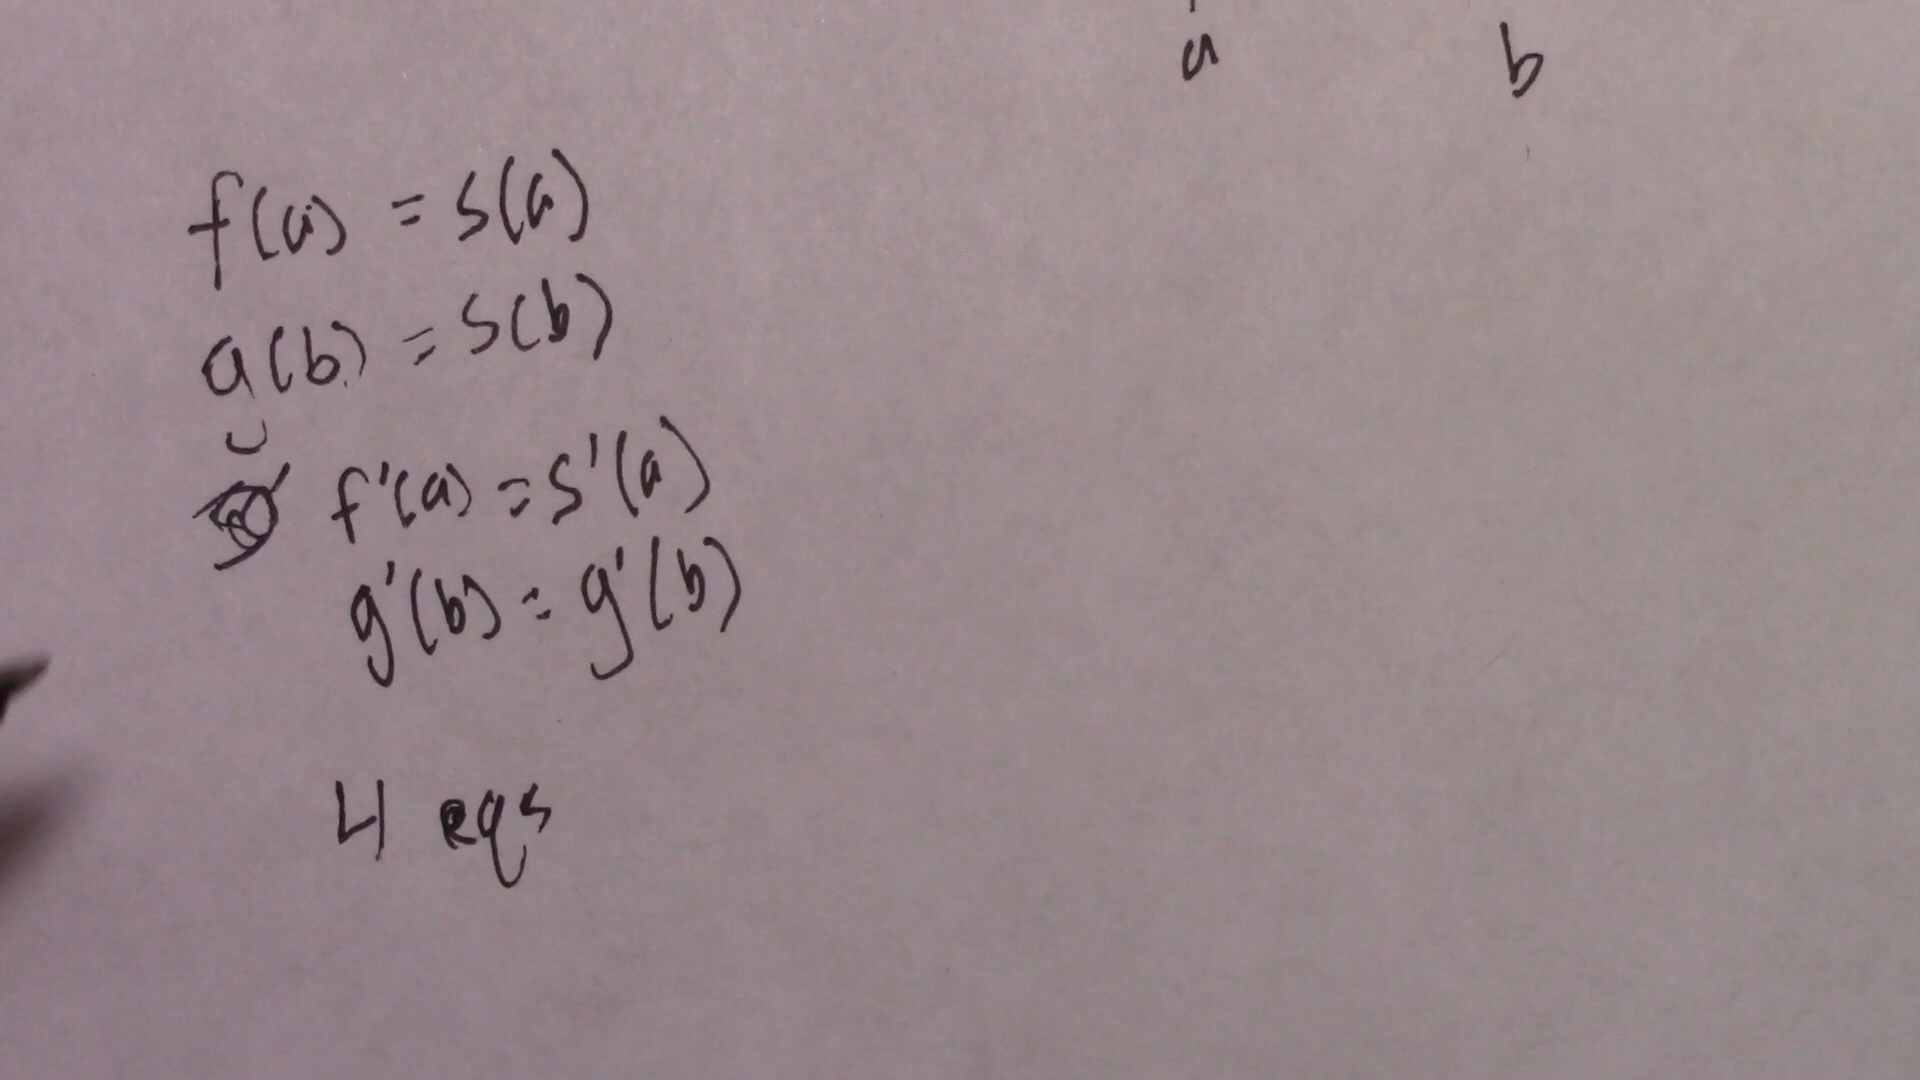 a b
f(a) = s(a)
g(b) = s(b)
f'(a) = s'(a)
g'(b) = g'(b)
4 eqs